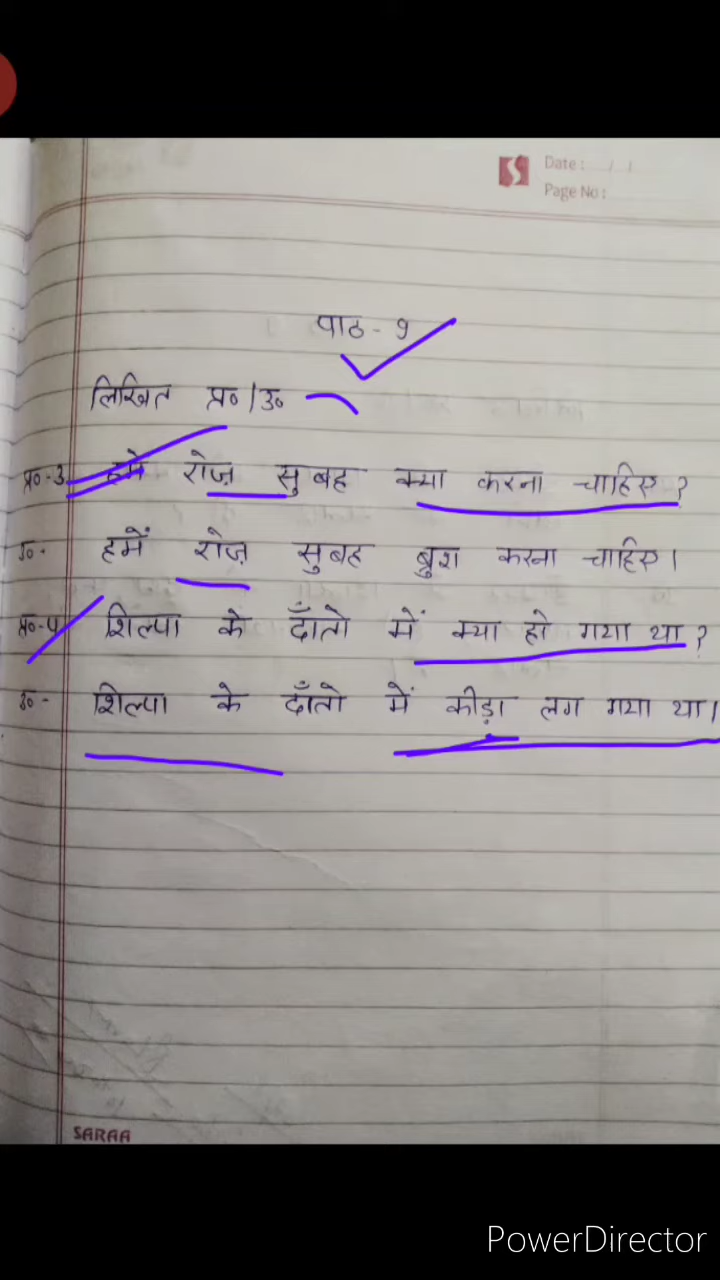 Date: / /
Page No:
पाठ - 9
लिखित प्र० / उ०
प्र०-3 हमें रोज़ सुबह क्या करना चाहिए?
उ०- हमें रोज़ सुबह ब्रुश करना चाहिए।
प्र०-4 शिल्पा के दाँतो में क्या हो गया था?
उ०- शिल्पा के दाँतो में कीड़ा लग गया था।
SARAA
PowerDirector